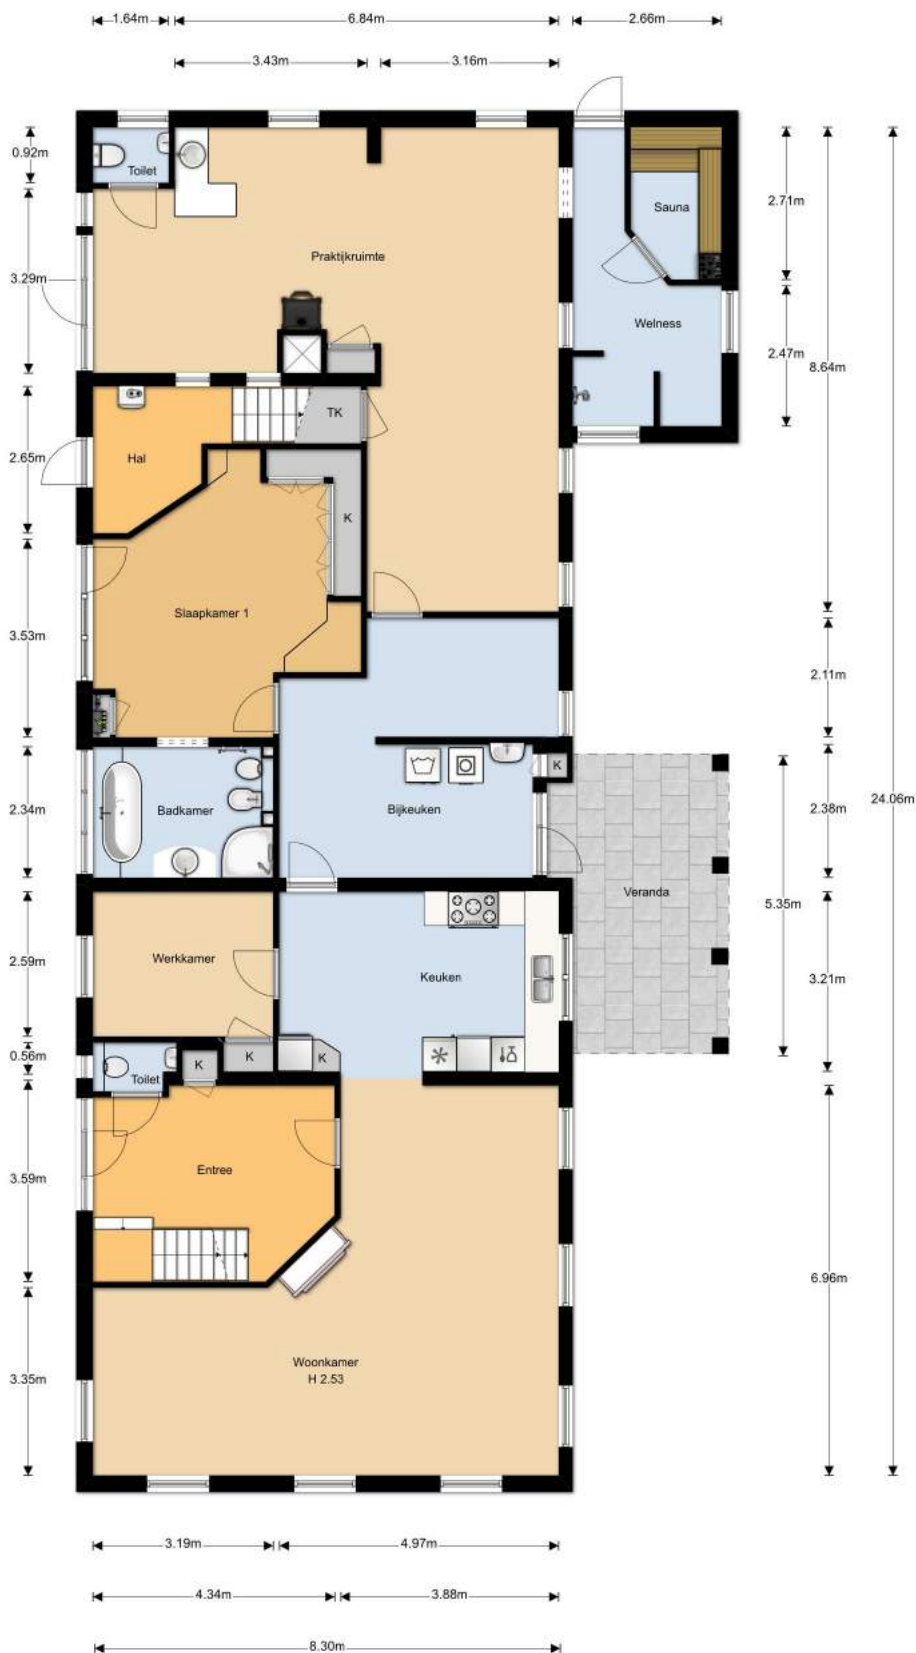 1.64m
6.84m
2.66m
3.43m
3.16m
0.92m
Toilet
Sauna
2.71m
Praktijkruimte
3.29m
Welness
2.47m
8.64m
TK
2.65m
Hal
K
Slaapkamer 1
3.53m
2.11m
K
24.06m
2.34m
Badkamer
Bijkeuken
2.38m
Veranda
5.35m
2.59m
Werkkamer
Keuken
3.21m
0.56m
K
K
K
Toilet
3.59m
Entree
6.96m
Woonkamer
H 2.53
3.35m
3.19m
4.97m
4.34m
3.88m
8.30m